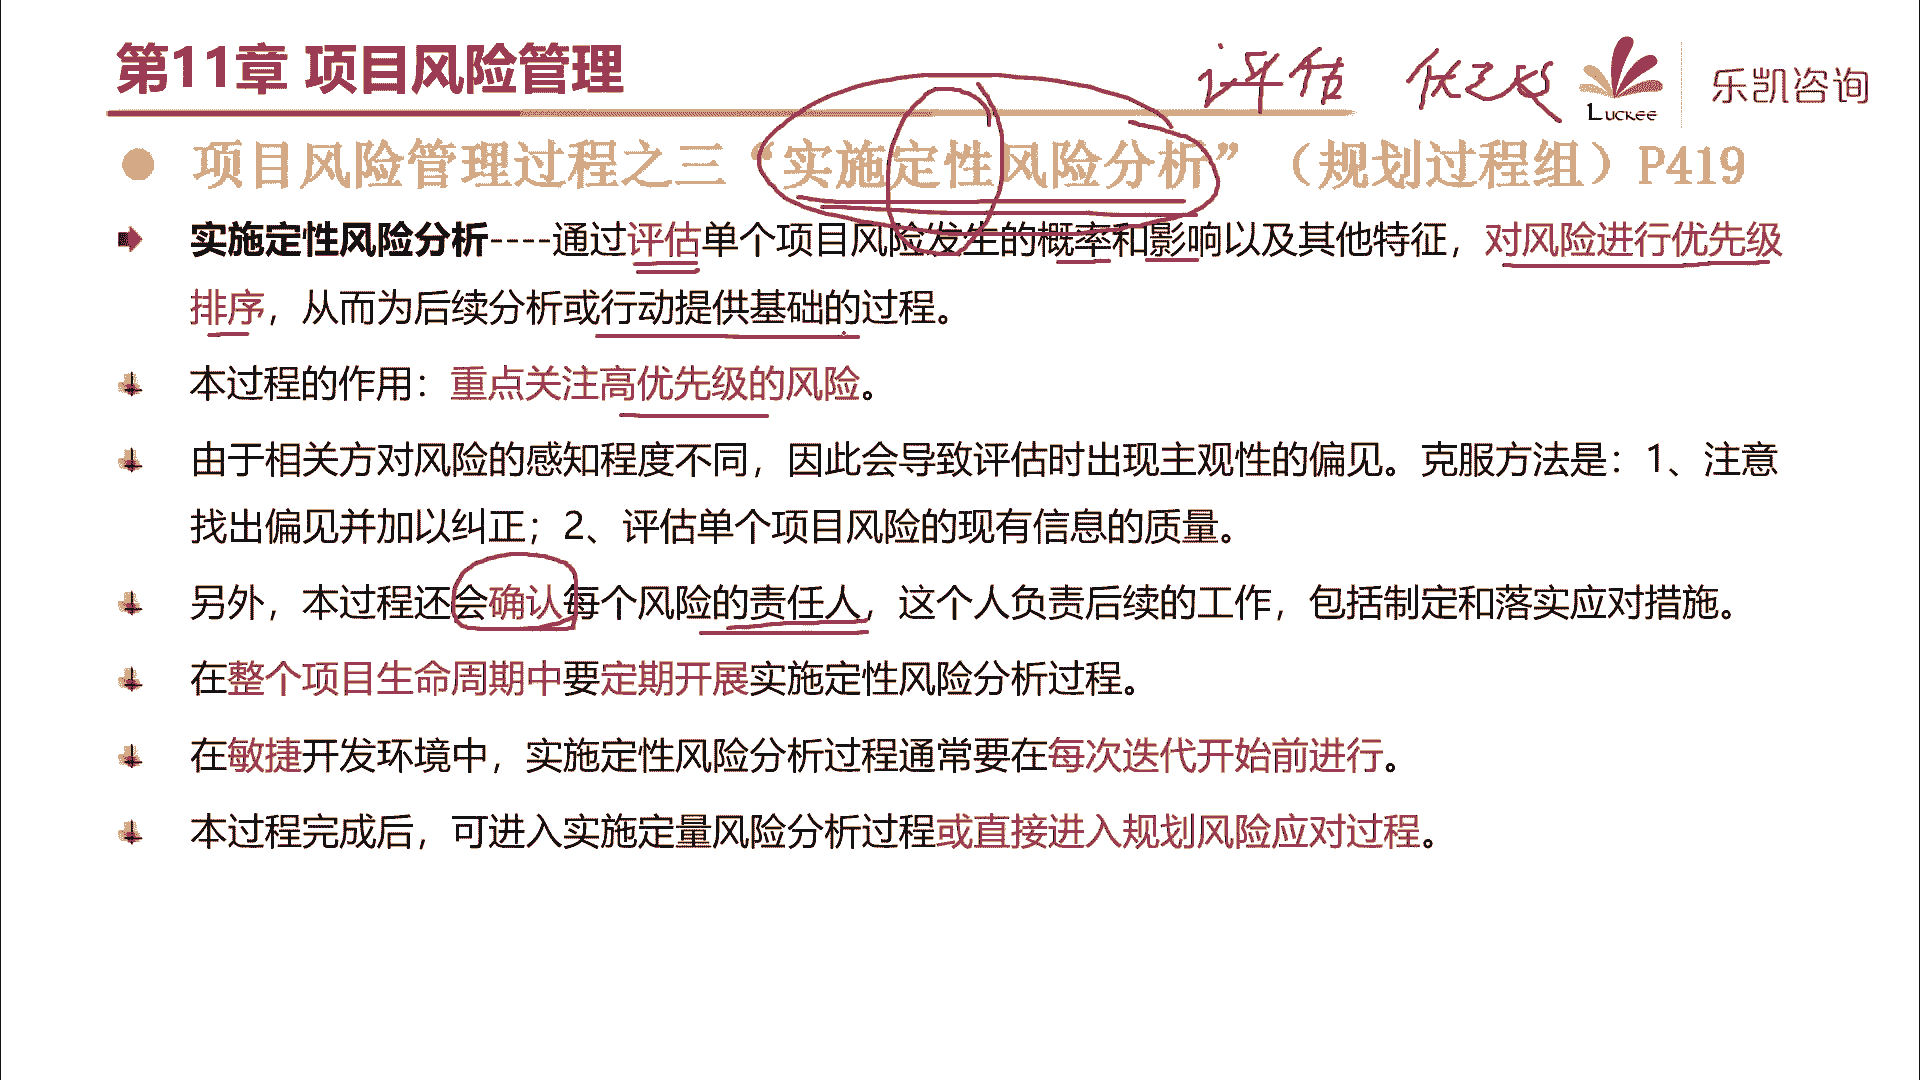 第11章 项目风险管理
评估 优先级
Luckee
乐凯咨询
项目风险管理过程之三“实施定性风险分析”（规划过程组）P419
实施定性风险分析----通过评估单个项目风险发生的概率和影响以及其他特征，对风险进行优先级
排序，从而为后续分析或行动提供基础的过程。
本过程的作用：重点关注高优先级的风险。
由于相关方对风险的感知程度不同，因此会导致评估时出现主观性的偏见。克服方法是：1、注意
找出偏见并加以纠正；2、评估单个项目风险的现有信息的质量。
另外，本过程还会确认每个风险的责任人，这个人负责后续的工作，包括制定和落实应对措施。
在整个项目生命周期中要定期开展实施定性风险分析过程。
在敏捷开发环境中，实施定性风险分析过程通常要在每次迭代开始前进行。
本过程完成后，可进入实施定量风险分析过程或直接进入规划风险应对过程。